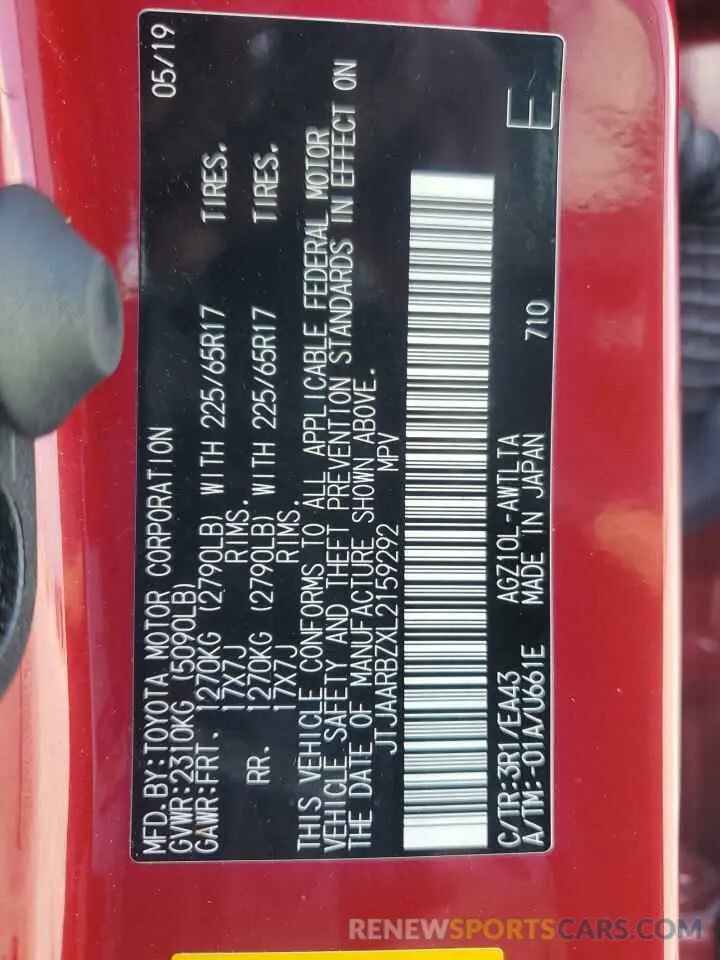 MFD.BY:TOYOTA MOTOR CORPORATION 05/19
GVWR:2310KG (5090LB)
GAWR:FRT. 1270KG (2790LB) WITH 225/65R17 TIRES.
17X7J RIMS.
RR. 1270KG (2790LB) WITH 225/65R17 TIRES.
17X7J RIMS.
THIS VEHICLE CONFORMS TO ALL APPLICABLE FEDERAL MOTOR
VEHICLE SAFETY AND THEFT PREVENTION STANDARDS IN EFFECT ON
THE DATE OF MANUFACTURE SHOWN ABOVE.
JTJAARBZXL2159292 MPV
C/TR:3R1/EA43 AGZ10L-AWTLTA 710 E
A/TM:-01A/U661E MADE IN JAPAN
RENEWSPORTSCARS.COM